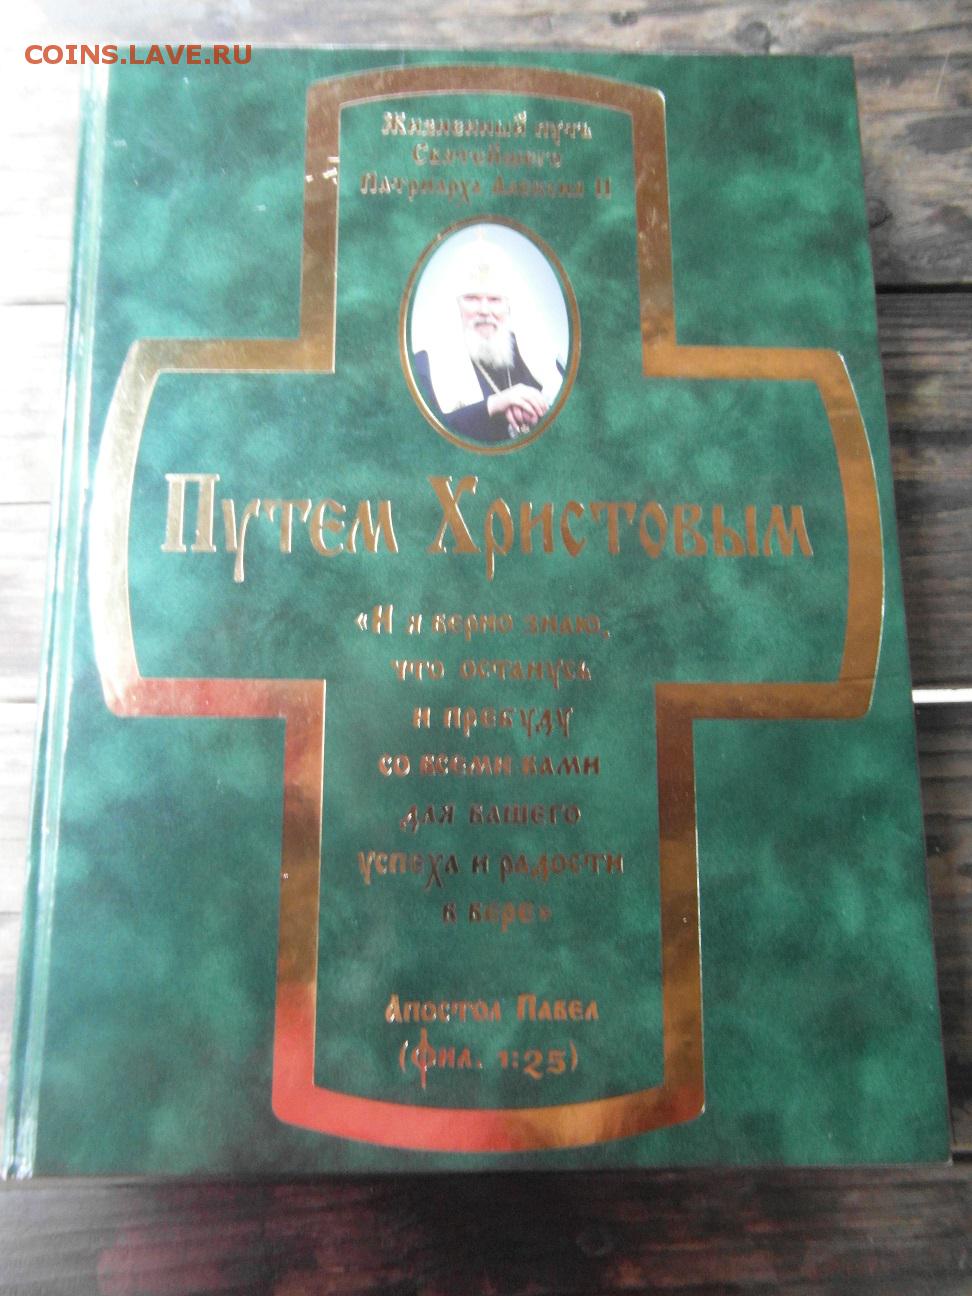 COINS.LAVE.RU
Жизненный путь
Святейшего
Патриарха Алексия II
Путем Христовым
«И я верно знаю,
что останусь
и пребуду
со всеми вами
для вашего
успеха и радости
в вере»
Апостол Павел
(Фил. 1:25)